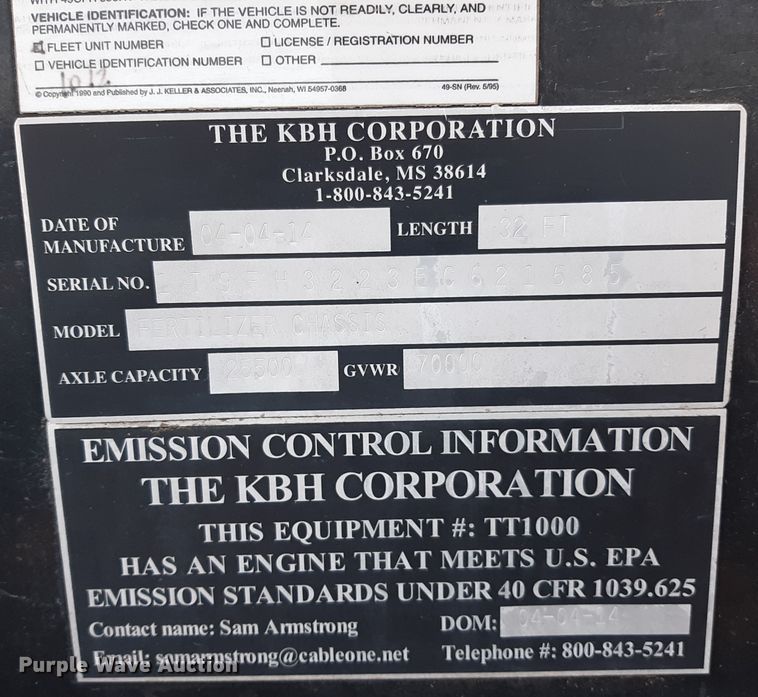 VEHICLE IDENTIFICATION: IF THE VEHICLE IS NOT READILY, CLEARLY, AND
PERMANENTLY MARKED, CHECK ONE AND COMPLETE.
FLEET UNIT NUMBER ☐ LICENSE / REGISTRATION NUMBER
☐ VEHICLE IDENTIFICATION NUMBER ☐ OTHER
1012
© Copyright 1990 and Published by J. J. KELLER & ASSOCIATES, INC., Neenah, WI 54957-0368 49-SN (Rev. 5/95)
THE KBH CORPORATION
P.O. Box 670
Clarksdale, MS 38614
1-800-843-5241
DATE OF
MANUFACTURE 04-04-14 LENGTH 32 FT
SERIAL NO.
MODEL FERTILIZER CHASSIS
AXLE CAPACITY 25500 GVWR 70000
EMISSION CONTROL INFORMATION
THE KBH CORPORATION
THIS EQUIPMENT #: TT1000
HAS AN ENGINE THAT MEETS U.S. EPA
EMISSION STANDARDS UNDER 40 CFR 1039.625
Contact name: Sam Armstrong DOM: 04-04-14
Email: samarmstrong@cableone.net Telephone #: 800-843-5241
Purple Wave Auction